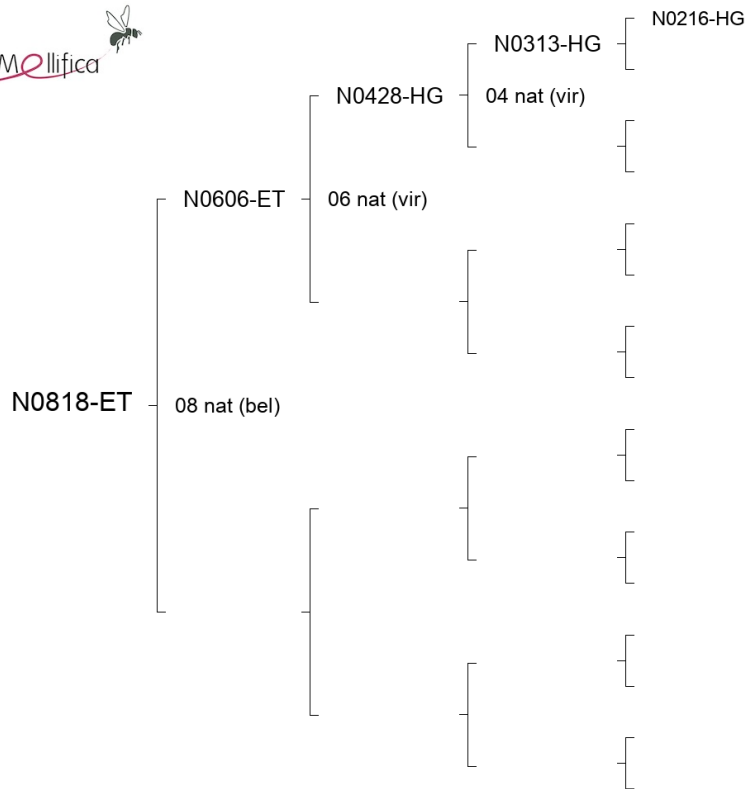 Mellifica
N0216-HG
N0313-HG
N0428-HG
04 nat (vir)
N0606-ET
06 nat (vir)
N0818-ET
08 nat (bel)